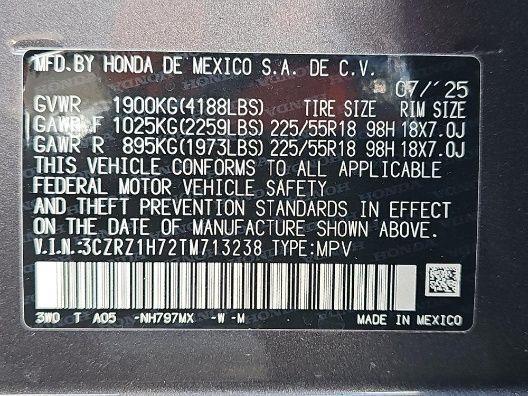 MFD. BY HONDA DE MEXICO S.A. DE C.V.
07/'25
GVWR 1900KG(4188LBS) TIRE SIZE RIM SIZE
GAWR F 1025KG(2259LBS) 225/55R18 98H 18X7.0J
GAWR R 895KG(1973LBS) 225/55R18 98H 18X7.0J
THIS VEHICLE CONFORMS TO ALL APPLICABLE
FEDERAL MOTOR VEHICLE SAFETY
AND THEFT PREVENTION STANDARDS IN EFFECT
ON THE DATE OF MANUFACTURE SHOWN ABOVE.
V.I.N.:3CZRZ1H72TM713238 TYPE:MPV
3W0 T A05 -NH797MX -W-M MADE IN MEXICO